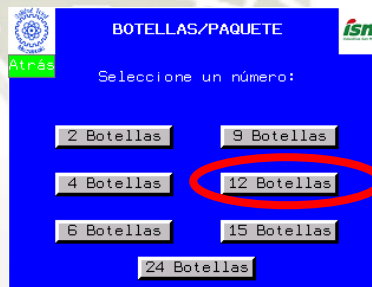 BOTELLAS/PAQUETE
Atrás
Seleccione un número:
2 Botellas
9 Botellas
4 Botellas
12 Botellas
6 Botellas
15 Botellas
24 Botellas